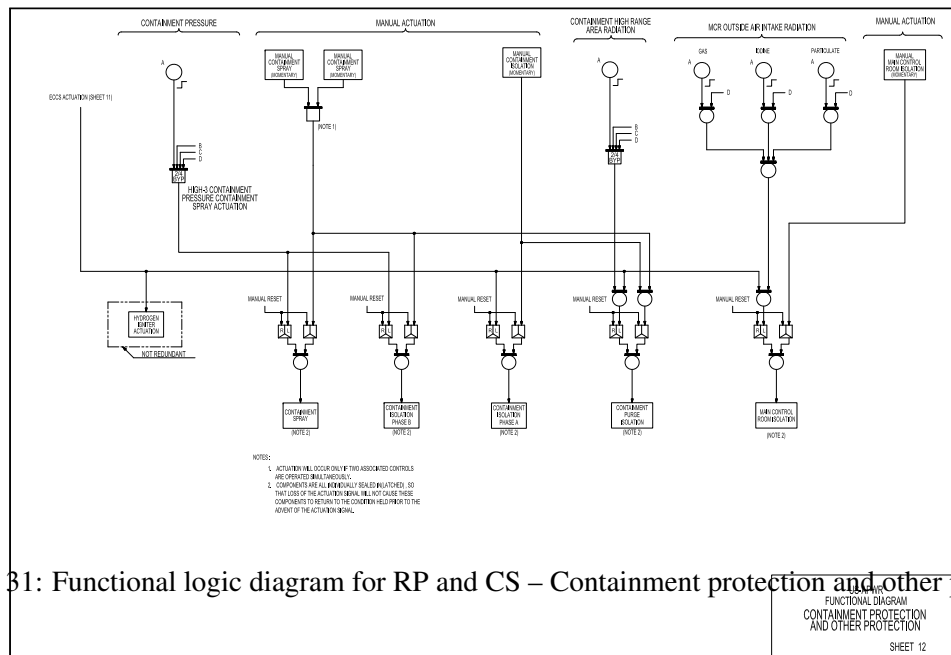 CONTAINMENT PRESSURE
MANUAL ACTUATION
CONTAINMENT HIGH RANGE
AREA RADIATION
MCR OUTSIDE AIR INTAKE RADIATION
MANUAL ACTUATION
A
MANUAL
CONTAINMENT
SPRAY
(MOMENTARY)
MANUAL
CONTAINMENT
SPRAY
(MOMENTARY)
MANUAL
CONTAINMENT
ISOLATION
(MOMENTARY)
A
GAS
A
IODINE
A
PARTICULATE
A
MANUAL
MAIN CONTROL
ROOM ISOLATION
(MOMENTARY)
D
D
D
ECCS ACTUATION (SHEET 11)
(NOTE 1)
B
C
D
2/4
SYP
B
C
D
2/4
SYP
HIGH-3 CONTAINMENT
PRESSURE CONTAINMENT
SPRAY ACTUATION
MANUAL RESET
MANUAL RESET
MANUAL RESET
MANUAL RESET
MANUAL RESET
HYDROGEN
IGNITER
ACTUATION
NOT REDUNDANT
R L
R L
R L
R L
R L
CONTAINMENT
SPRAY
(NOTE 2)
CONTAINMENT
ISOLATION
PHASE B
(NOTE 2)
CONTAINMENT
ISOLATION
PHASE A
(NOTE 2)
CONTAINMENT
PURGE
ISOLATION
(NOTE 2)
MAIN CONTROL
ROOM ISOLATION
(NOTE 2)
NOTES:
1. ACTUATION WILL OCCUR ONLY IF TWO ASSOCIATED CONTROLS
ARE OPERATED SIMULTANEOUSLY.
2. COMPONENTS ARE ALL INDIVIDUALLY SEALED IN(LATCHED), SO
THAT LOSS OF THE ACTUATION SIGNAL WILL NOT CAUSE THESE
COMPONENTS TO RETURN TO THE CONDITION HELD PRIOR TO THE
ADVENT OF THE ACTUATION SIGNAL.
31: Functional logic diagram for RP and CS – Containment protection and other
FUNCTIONAL DIAGRAM
CONTAINMENT PROTECTION
AND OTHER PROTECTION
SHEET 12